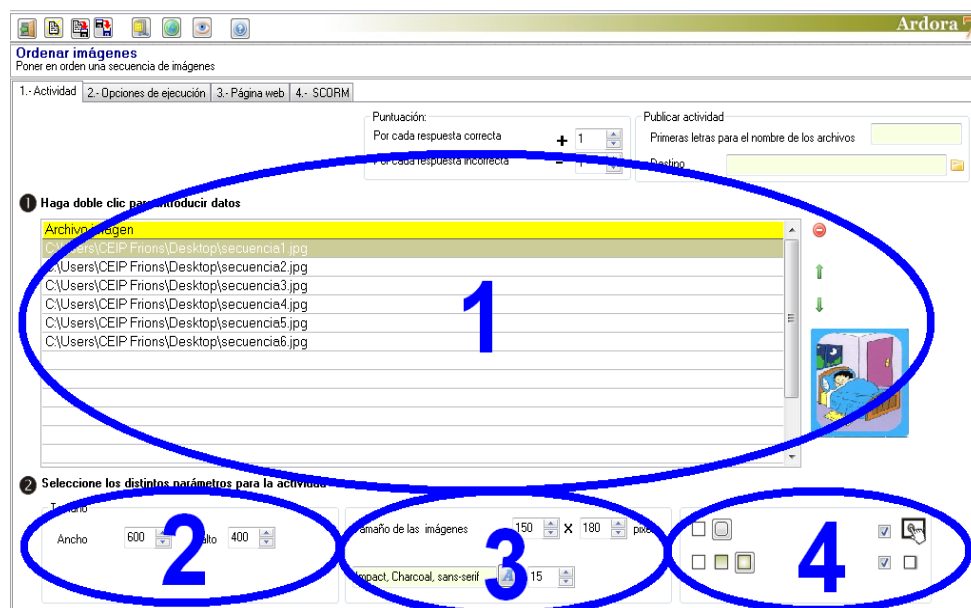 Ardora 7
Ordenar imágenes
Poner en orden una secuencia de imágenes
1.- Actividad 2.- Opciones de ejecución 3.- Página web 4.- SCORM
Puntuación:
Por cada respuesta correcta + 1
Por cada respuesta incorrecta - 1
Publicar actividad
Primeras letras para el nombre de los archivos
Destino
1 Haga doble clic para introducir datos
Archivo imagen
C:\Users\CEIP Frions\Desktop\secuencia1.jpg
C:\Users\CEIP Frions\Desktop\secuencia2.jpg
C:\Users\CEIP Frions\Desktop\secuencia3.jpg
C:\Users\CEIP Frions\Desktop\secuencia4.jpg
C:\Users\CEIP Frions\Desktop\secuencia5.jpg
C:\Users\CEIP Frions\Desktop\secuencia6.jpg
1
2 Seleccione los distintos parámetros para la actividad
Tamaño
Ancho 600 alto 400
2
Tamaño de las imágenes 150 X 180 pixel
Impact, Charcoal, sans-serif A 15
3
4